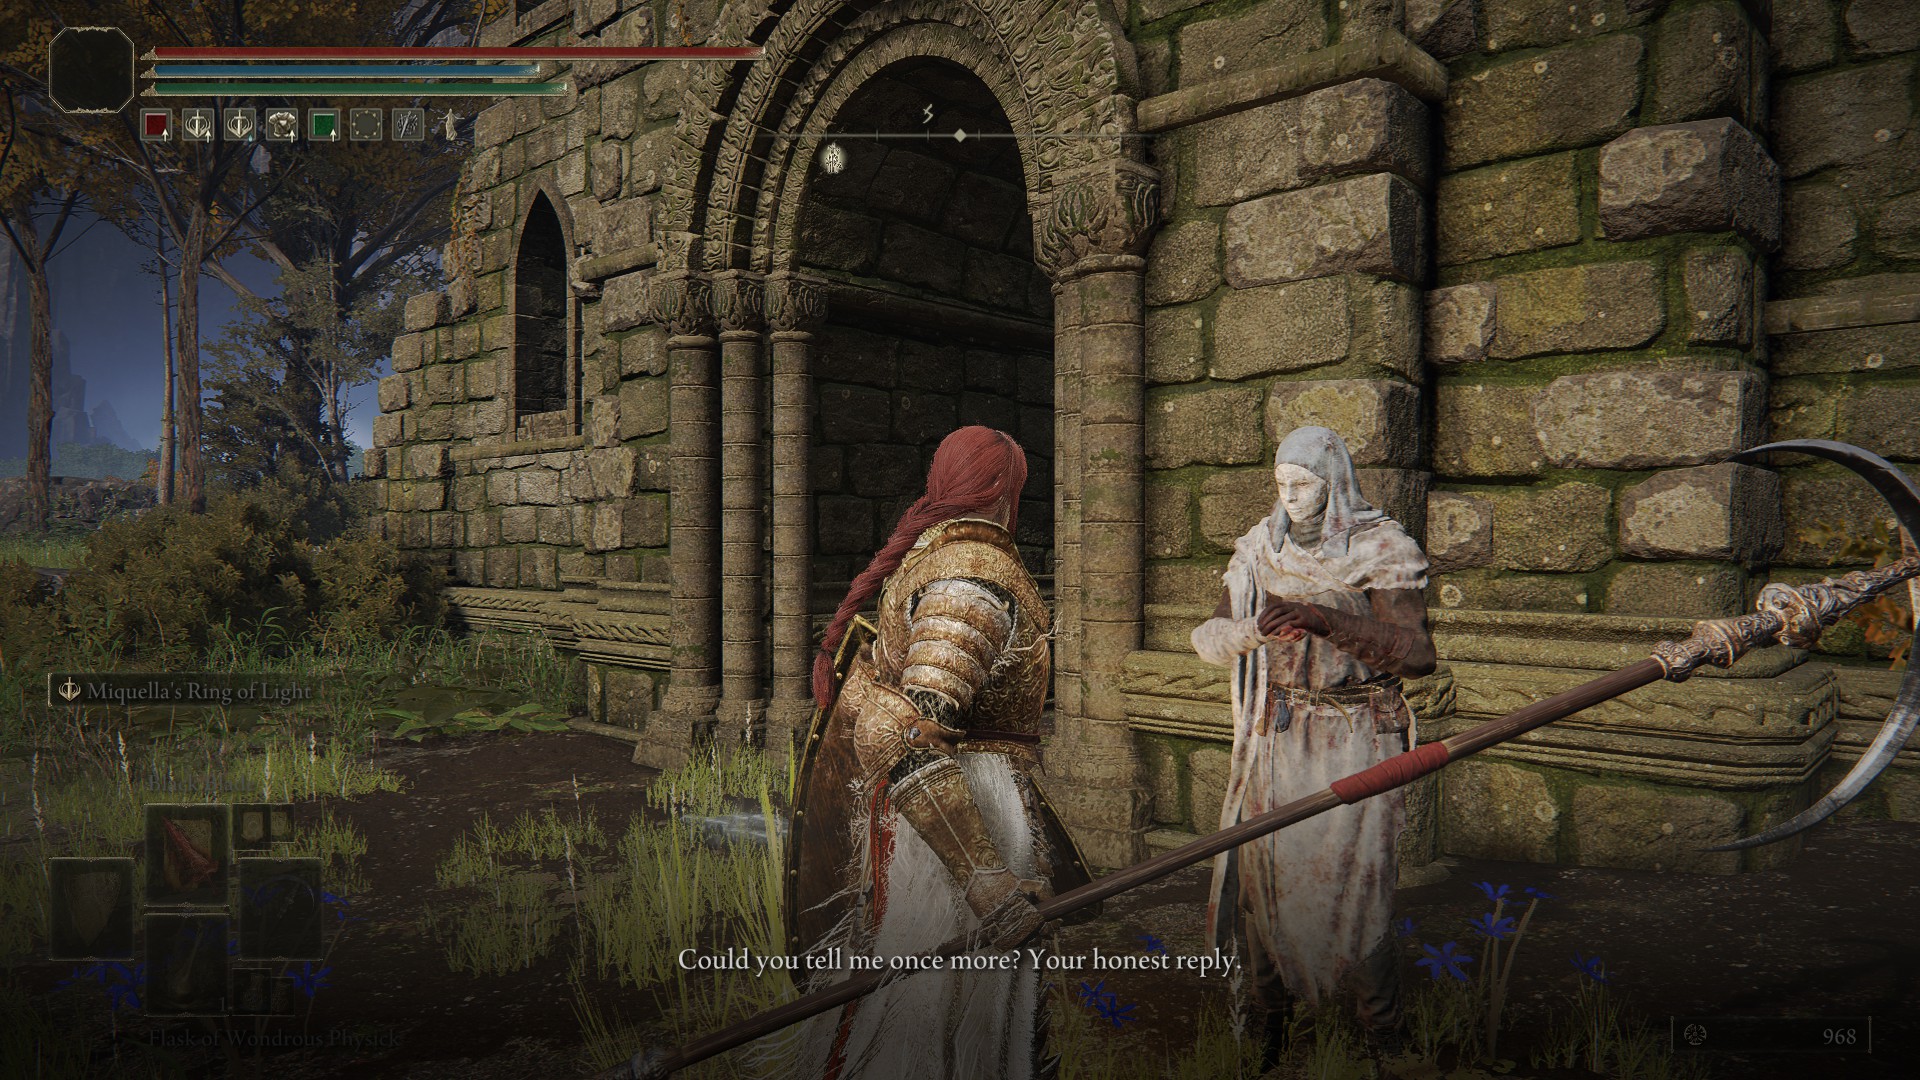 S
Miquella's Ring of Light
Flask of Wondrous Physick
Could you tell me once more? Your honest reply.
968